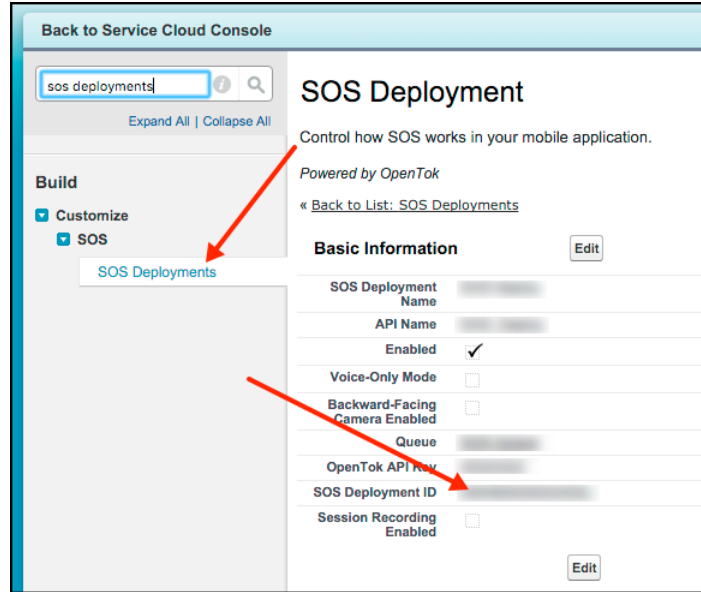 Back to Service Cloud Console
sos deployments
Expand All | Collapse All
Build
Customize
SOS
SOS Deployments
SOS Deployment
Control how SOS works in your mobile application.
Powered by OpenTok
« Back to List: SOS Deployments
Basic Information
Edit
SOS Deployment
Name
API Name
Enabled
Voice-Only Mode
Backward-Facing
Camera Enabled
Queue
OpenTok API Key
SOS Deployment ID
Session Recording
Enabled
Edit